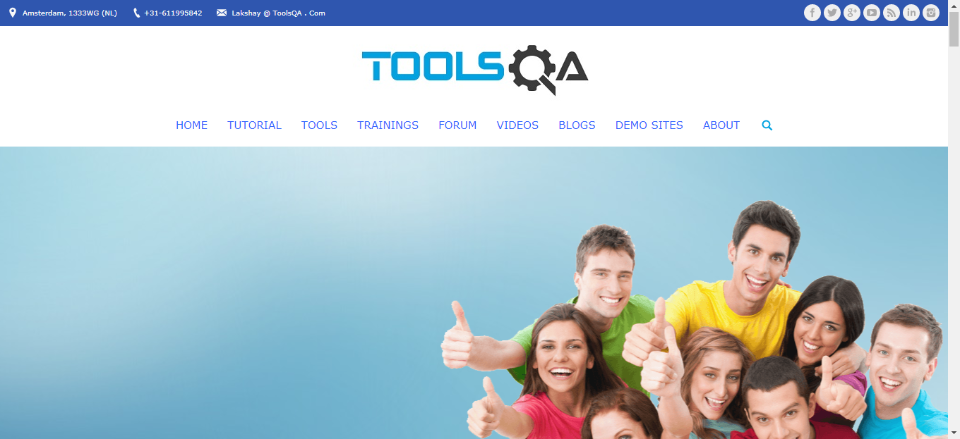 Amsterdam, 1333WG (NL) +31-611995842 Lakshay @ ToolsQA . Com
TOOLSQA
HOME TUTORIAL TOOLS TRAININGS FORUM VIDEOS BLOGS DEMO SITES ABOUT